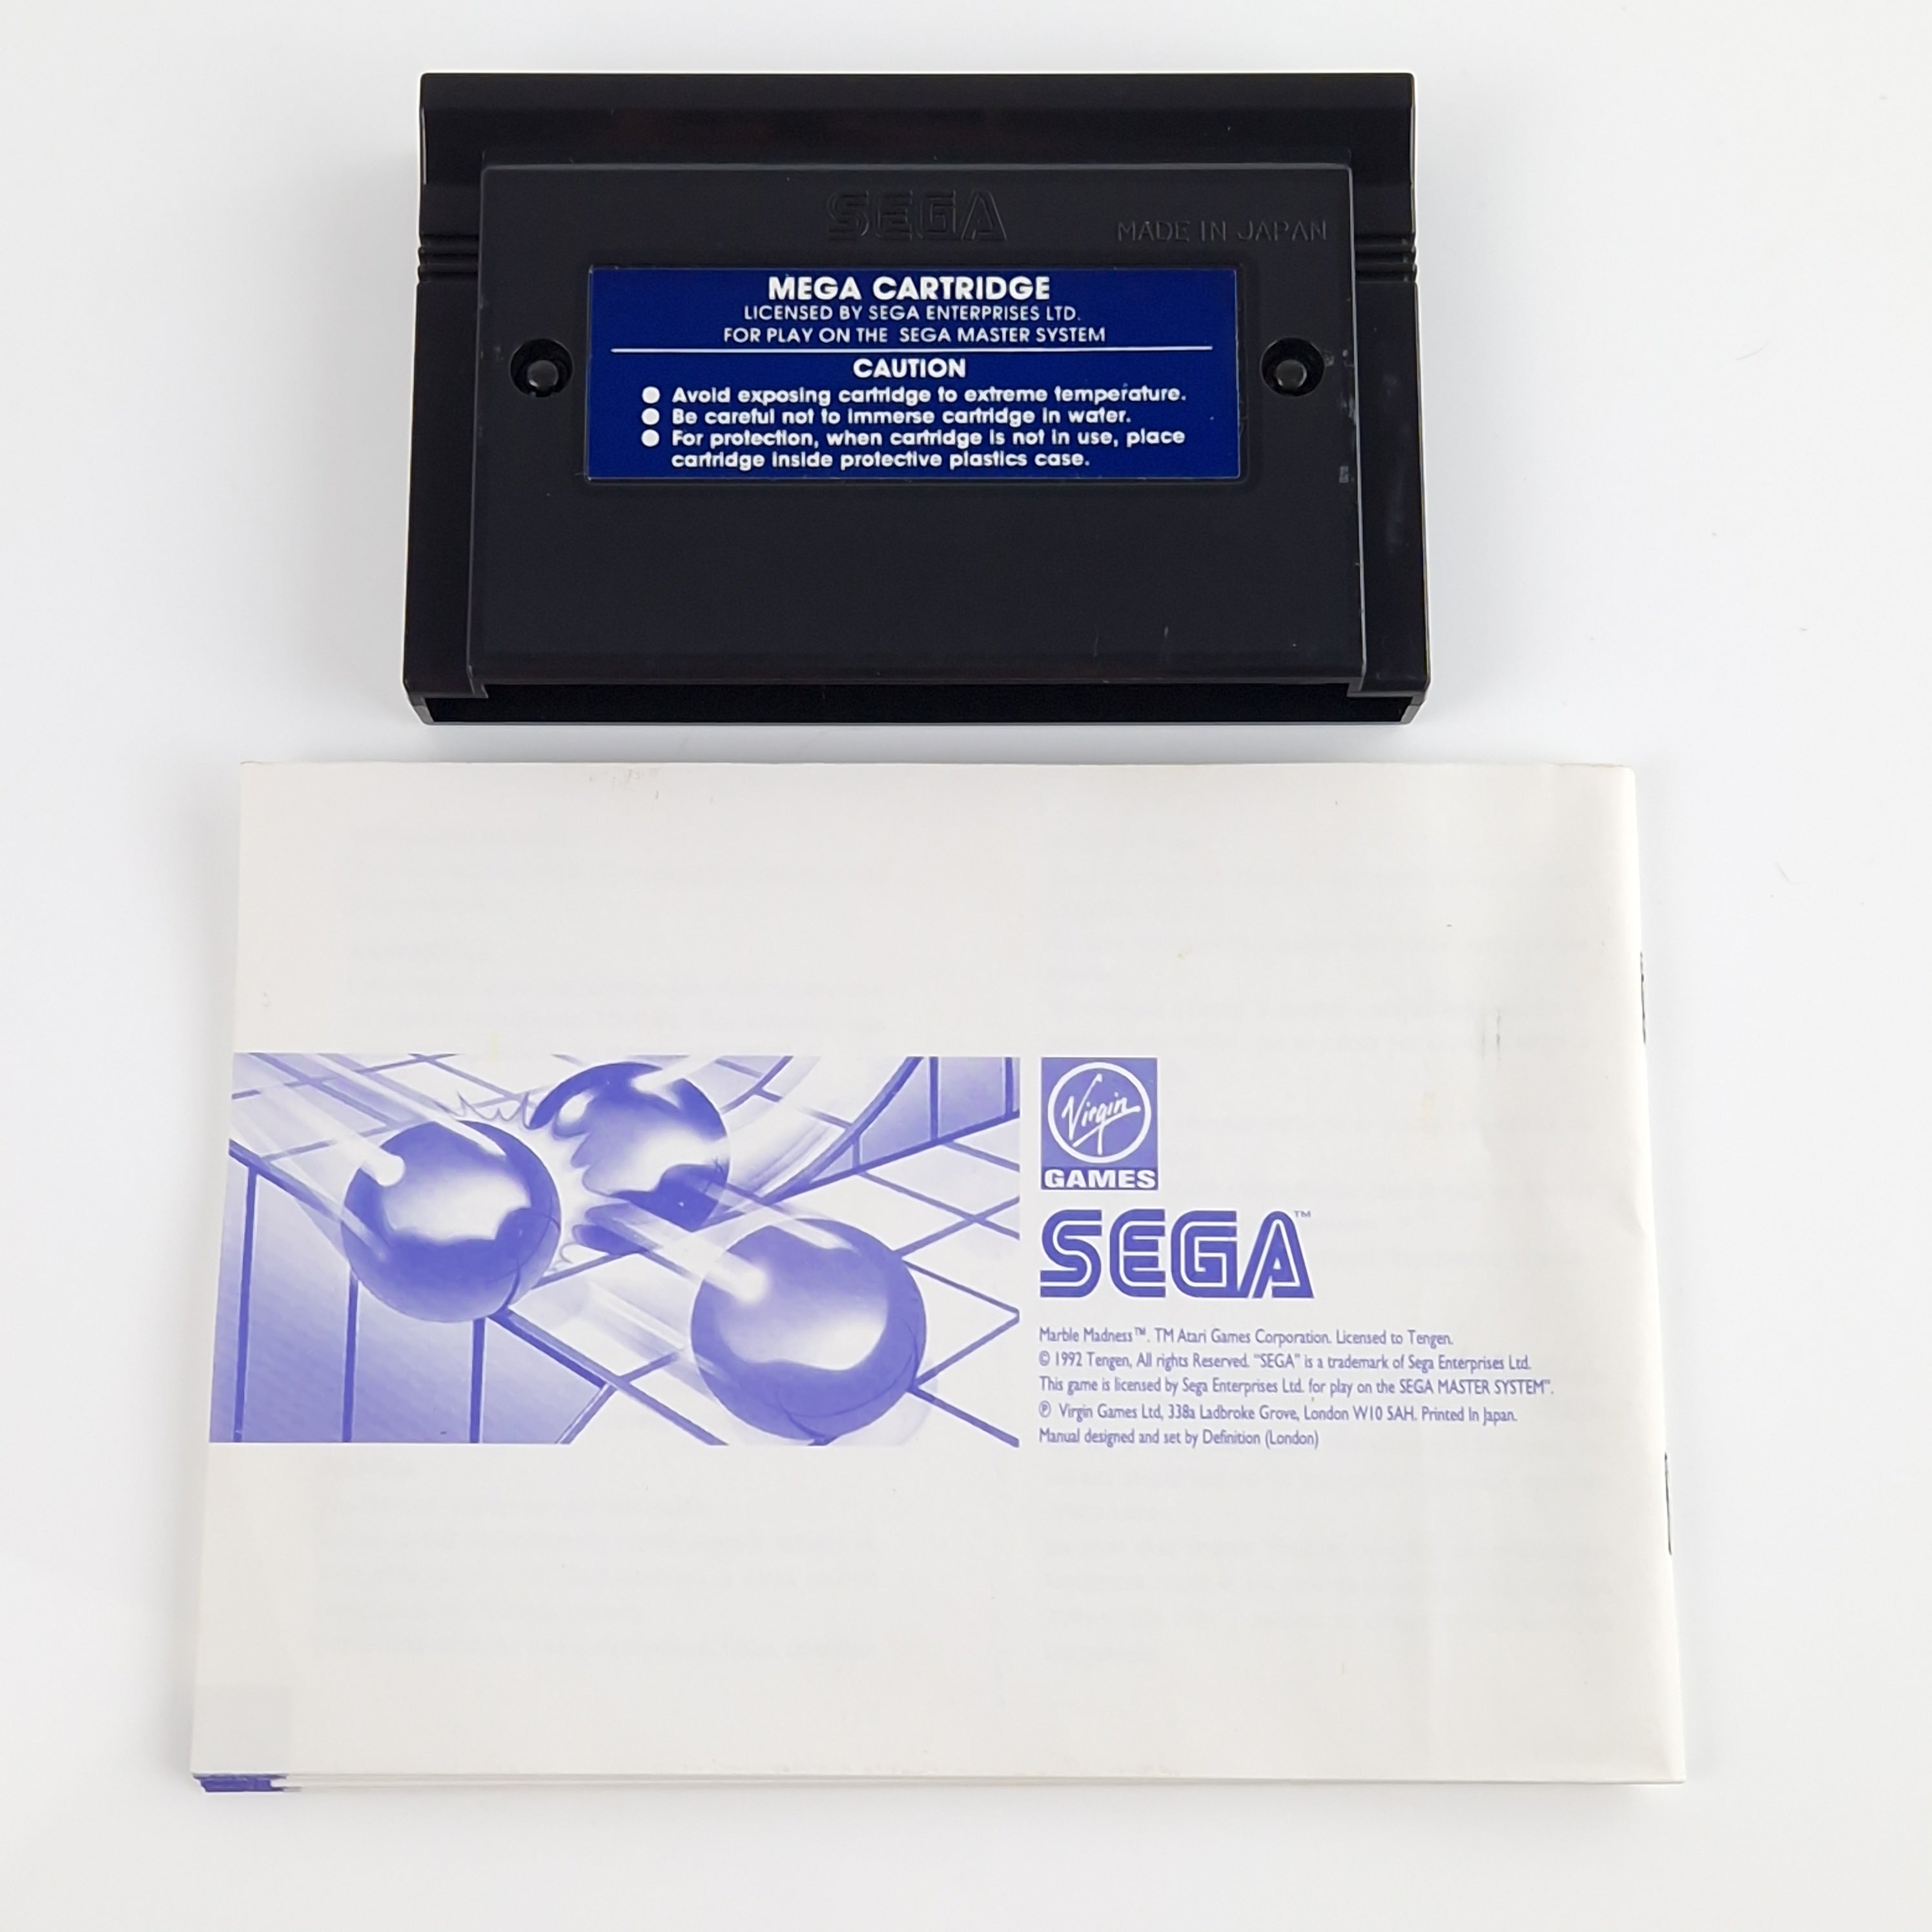 SEGA
MADE IN JAPAN
MEGA CARTRIDGE
LICENSED BY SEGA ENTERPRISES LTD.
FOR PLAY ON THE SEGA MASTER SYSTEM
CAUTION
● Avoid exposing cartridge to extreme temperature.
● Be careful not to immerse cartridge in water.
● For protection, when cartridge is not in use, place
cartridge inside protective plastics case.
Virgin
GAMES
SEGA™
Marble Madness™. TM Atari Games Corporation. Licensed to Tengen.
© 1992 Tengen, All rights Reserved. "SEGA" is a trademark of Sega Enterprises Ltd.
This game is licensed by Sega Enterprises Ltd. for play on the SEGA MASTER SYSTEM".
℗ Virgin Games Ltd, 338a Ladbroke Grove, London W10 5AH. Printed In Japan.
Manual designed and set by Definition (London)